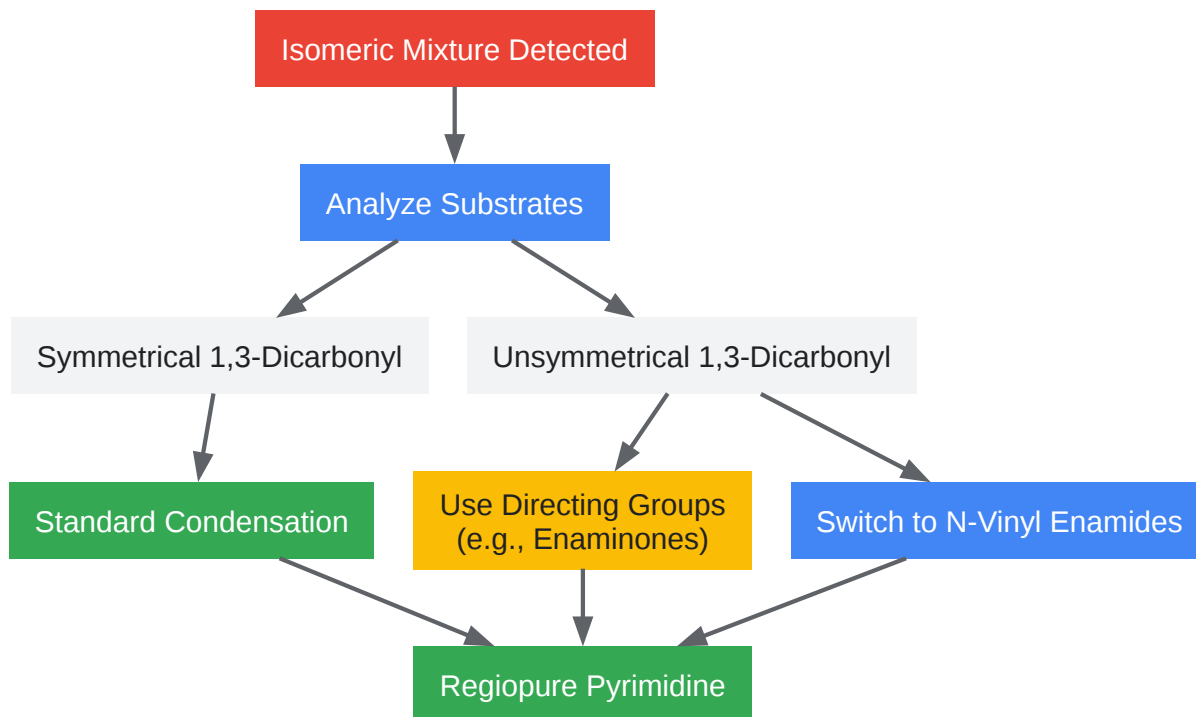 Isomeric Mixture Detected
Analyze Substrates
Symmetrical 1,3-Dicarbonyl
Unsymmetrical 1,3-Dicarbonyl
Standard Condensation
Use Directing Groups
(e.g., Enaminones)
Switch to N-Vinyl Enamides
Regiopure Pyrimidine